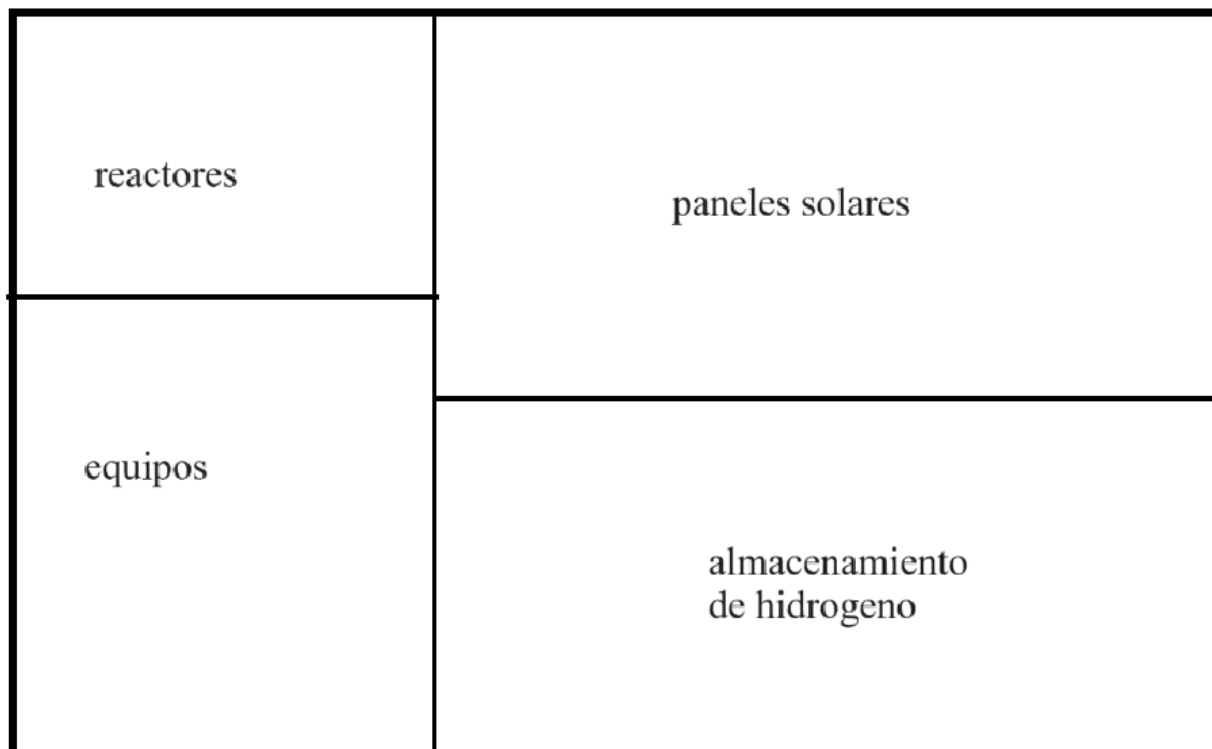 reactores
paneles solares
equipos
almacenamiento
de hidrogeno